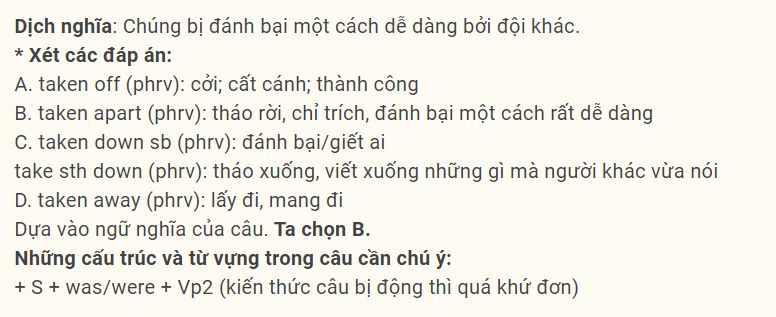 Dịch nghĩa: Chúng bị đánh bại một cách dễ dàng bởi đội khác.
* Xét các đáp án:
A. taken off (phrv): cởi; cất cánh; thành công
B. taken apart (phrv): tháo rời, chỉ trích, đánh bại một cách rất dễ dàng
C. taken down sb (phrv): đánh bại/giết ai
take sth down (phrv): tháo xuống, viết xuống những gì mà người khác vừa nói
D. taken away (phrv): lấy đi, mang đi
Dựa vào ngữ nghĩa của câu. Ta chọn B.
Những cấu trúc và từ vựng trong câu cần chú ý:
+ S + was/were + Vp2 (kiến thức câu bị động thì quá khứ đơn)